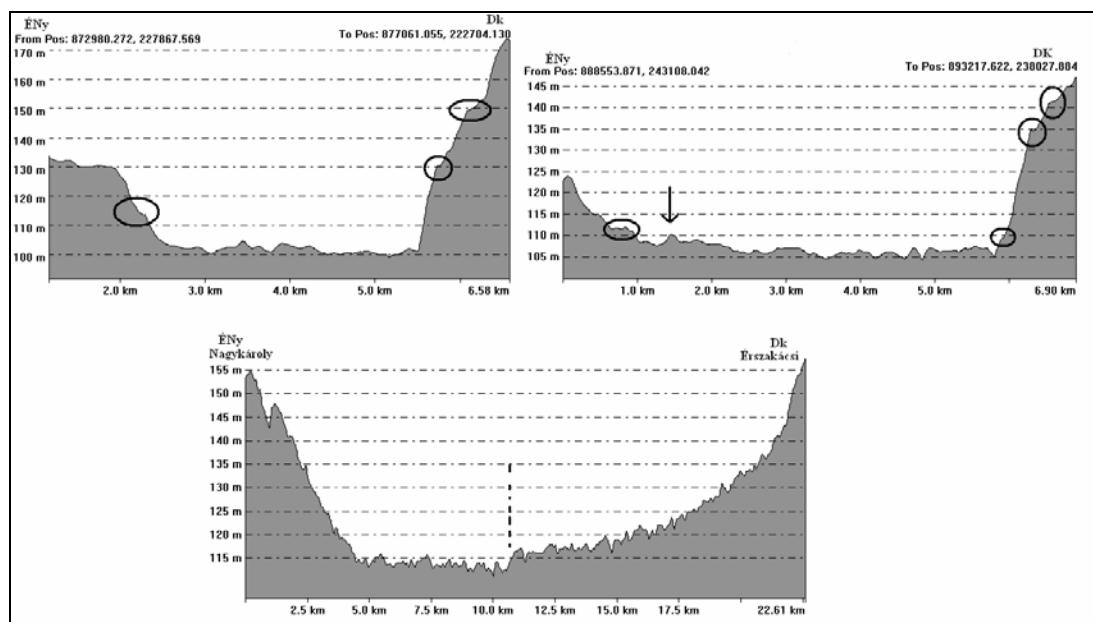 ÉNy
Dk
From Pos: 872980.272, 227867.569
To Pos: 877061.055, 222704.130
170 m
160 m
150 m
140 m
130 m
120 m
110 m
100 m
2.0 km 3.0 km 4.0 km 5.0 km 6.58 km
ÉNy
DK
From Pos: 888553.871, 243108.042
To Pos: 893217.622, 238027.884
145 m
140 m
135 m
130 m
125 m
120 m
115 m
110 m
105 m
1.0 km 2.0 km 3.0 km 4.0 km 5.0 km 6.90 km
ÉNy
Nagykároly
Dk
Érszakácsi
155 m
150 m
145 m
140 m
135 m
130 m
125 m
120 m
115 m
2.5 km 5.0 km 7.5 km 10.0 km 12.5 km 15.0 km 17.5 km 22.61 km